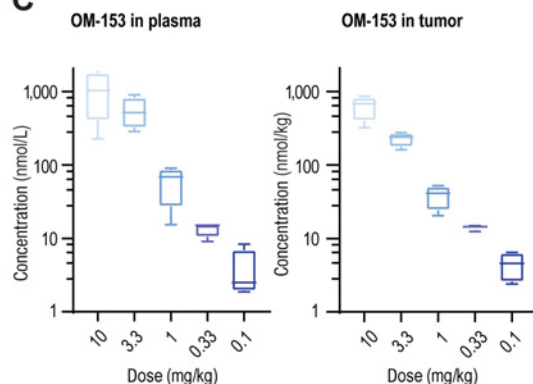 C
OM-153 in plasma
Concentration (nmol/L)
1,000
100
10
1
10
3.3
1
0.35
0.1
Dose (mg/kg)
OM-153 in tumor
Concentration (nmol/kg)
1,000
100
10
1
10
3.3
1
0.35
0.1
Dose (mg/kg)